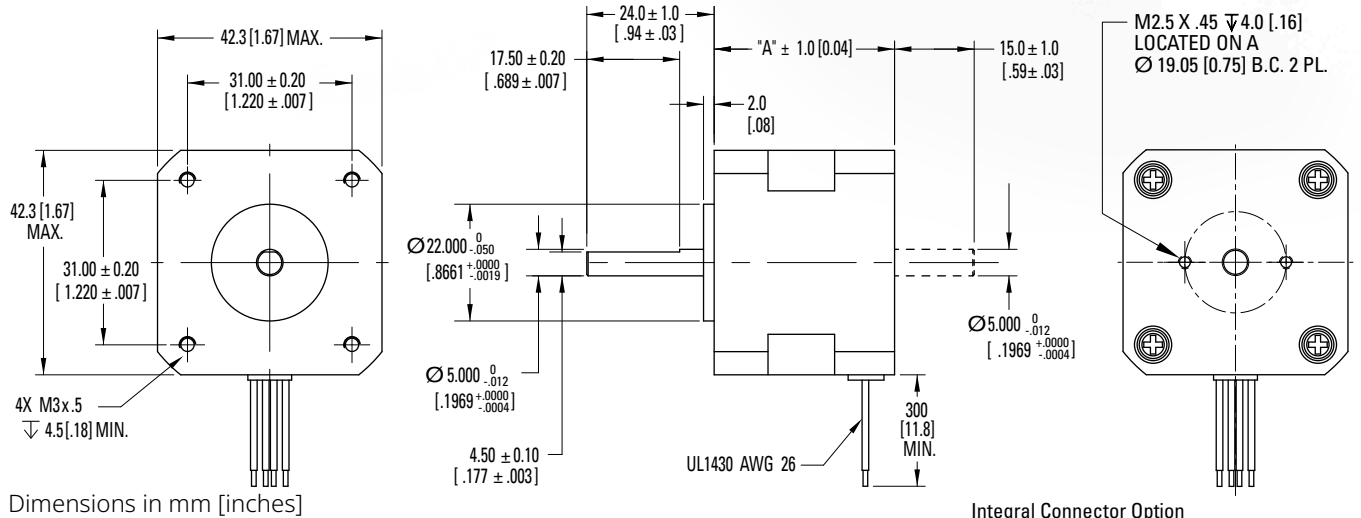 42.3 [1.67] MAX.
31.00 ± 0.20
[1.220 ± .007]
42.3 [1.67]
MAX.
31.00 ± 0.20
[1.220 ± .007]
4X M3x.5
↧ 4.5[.18] MIN.
24.0 ± 1.0
[.94 ± .03]
17.50 ± 0.20
[.689 ± .007]
"A" ± 1.0 [0.04]
15.0 ± 1.0
[.59 ± .03]
2.0
[.08]
Ø 22.000 0 -.050
[.8661 +.0000 -.0019]
Ø 5.000 0 -.012
[.1969 +.0000 -.0004]
4.50 ± 0.10
[.177 ± .003]
UL1430 AWG 26
300
[11.8]
MIN.
Ø 5.000 0 -.012
[.1969 +.0000 -.0004]
M2.5 X .45 ↧ 4.0 [.16]
LOCATED ON A
Ø 19.05 [0.75] B.C. 2 PL.
Dimensions in mm [inches]
Integral Connector Option